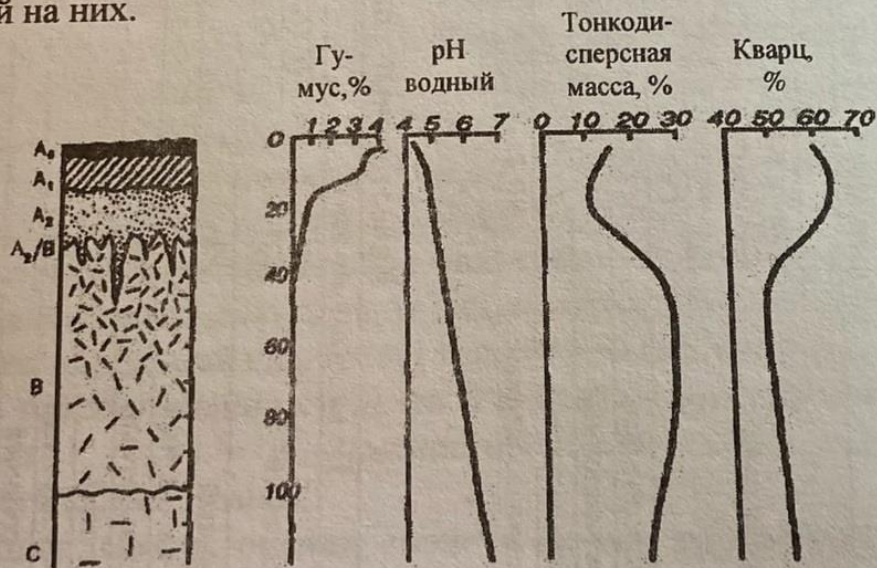 й на них.
Гу-
мус,%
pH
водный
Тонкоди-
сперсная
масса, %
Кварц,
%
1 2 3 4
4 5 6 7
0 10 20 30
40 50 60 70
0
20
40
60
80
100
A₀
A₁
A₂
A₂/B
B
C